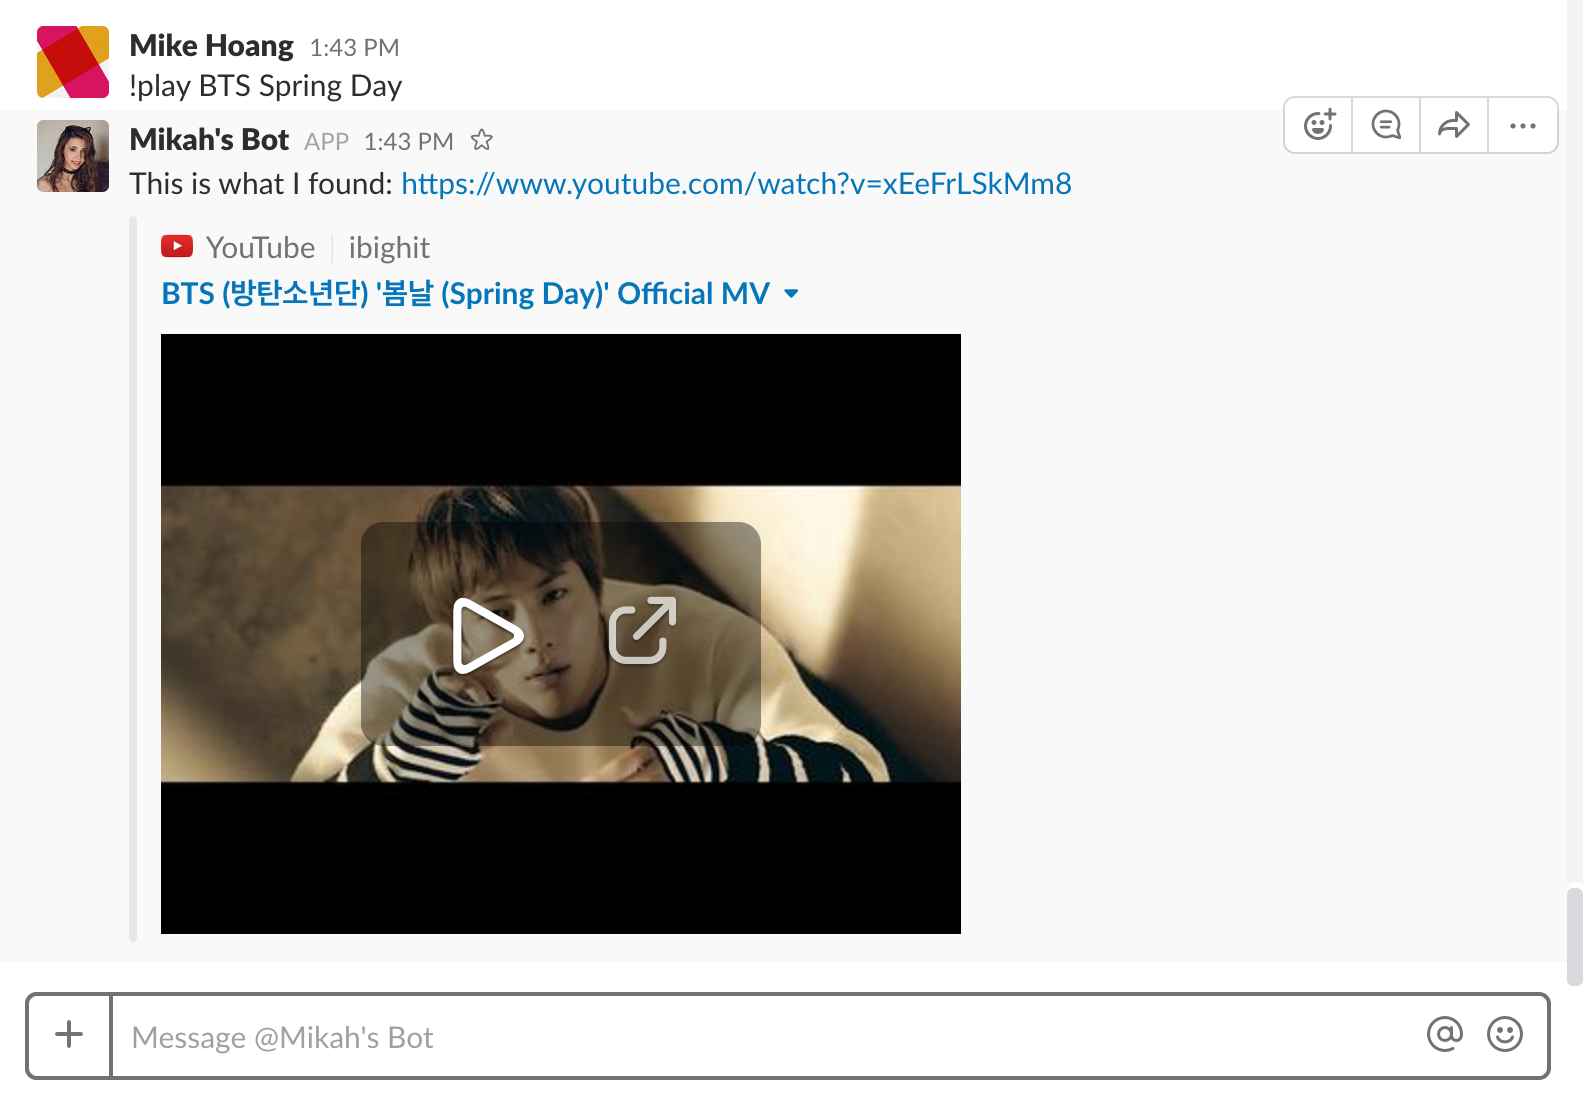 Mike Hoang 1:43 PM
!play BTS Spring Day
Mikah's Bot APP 1:43 PM
This is what I found: https://www.youtube.com/watch?v=xEeFrLSkMm8
YouTube ibighit
BTS (방탄소년단) '봄날 (Spring Day)' Official MV
Message @Mikah's Bot